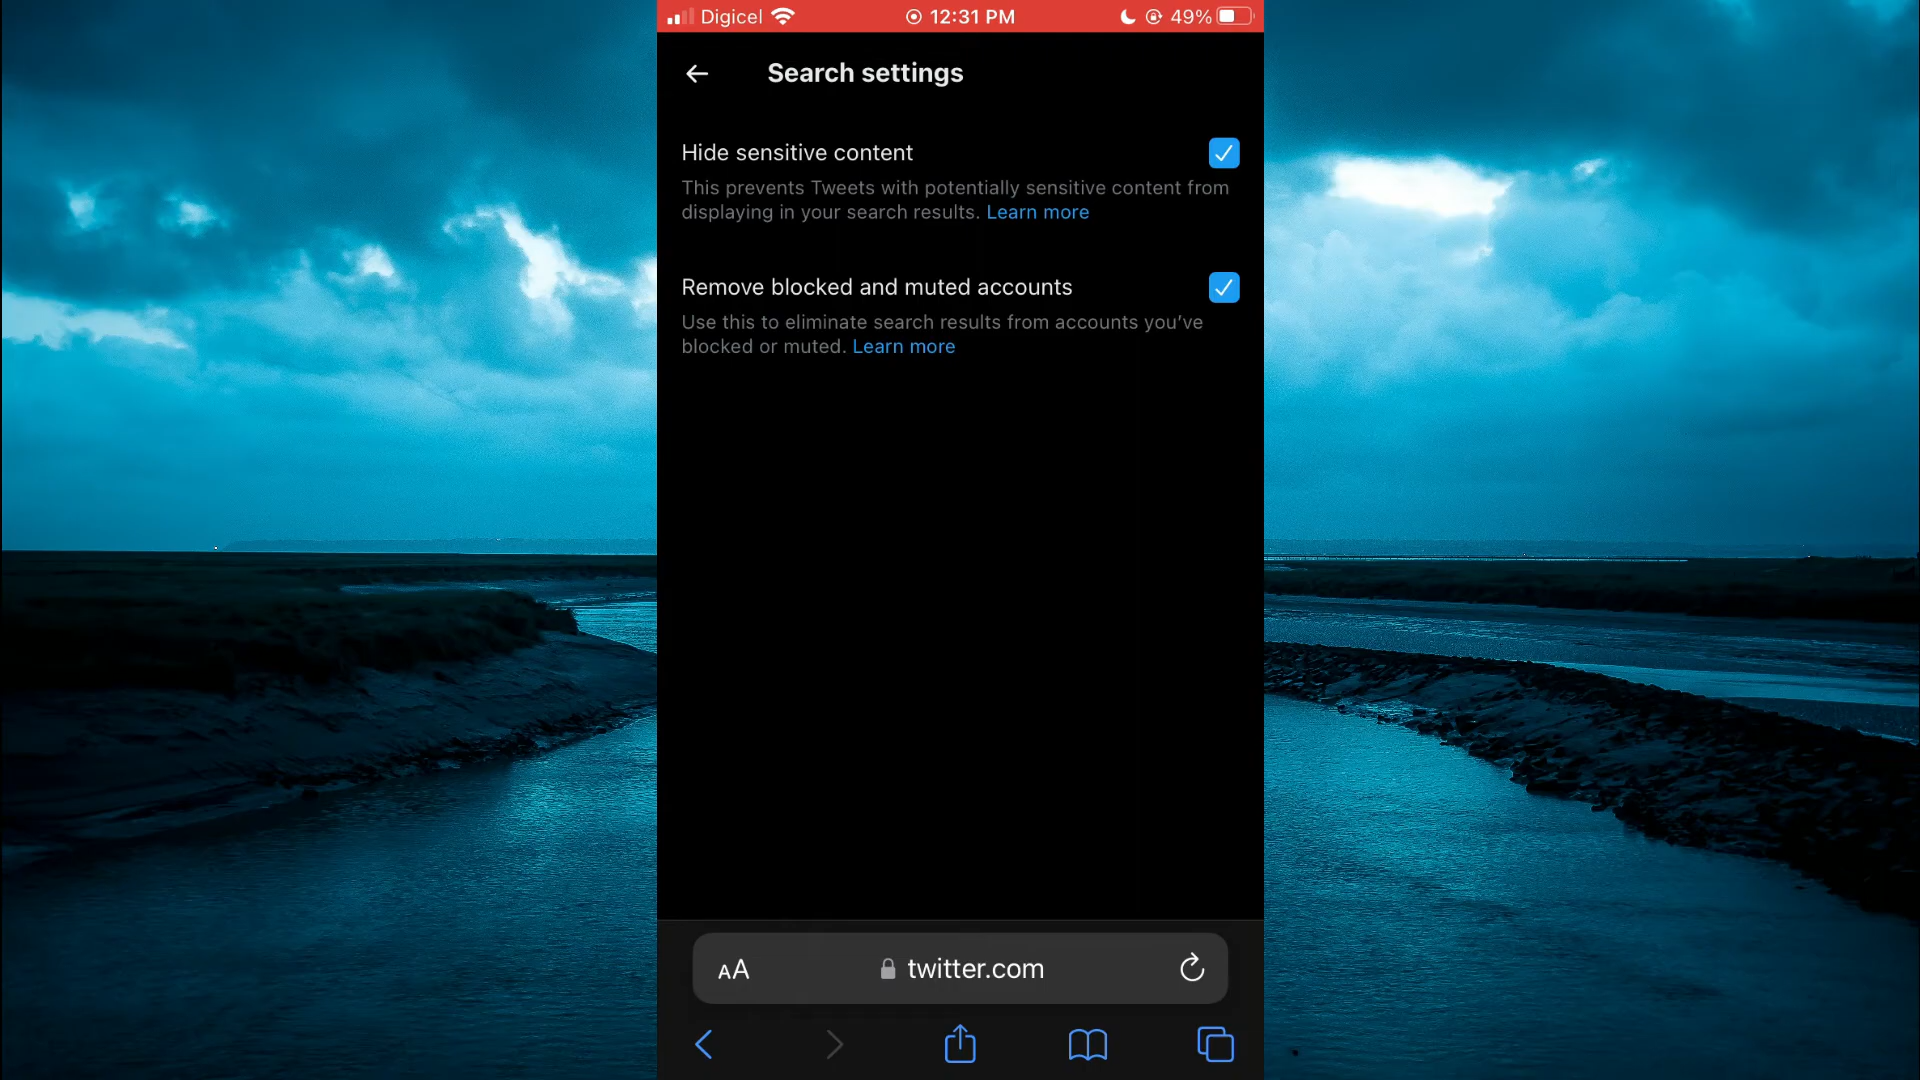 Digicel 12:31 PM 49%
Search settings
Hide sensitive content
This prevents Tweets with potentially sensitive content from
displaying in your search results. Learn more
Remove blocked and muted accounts
Use this to eliminate search results from accounts you’ve
blocked or muted. Learn more
AA twitter.com